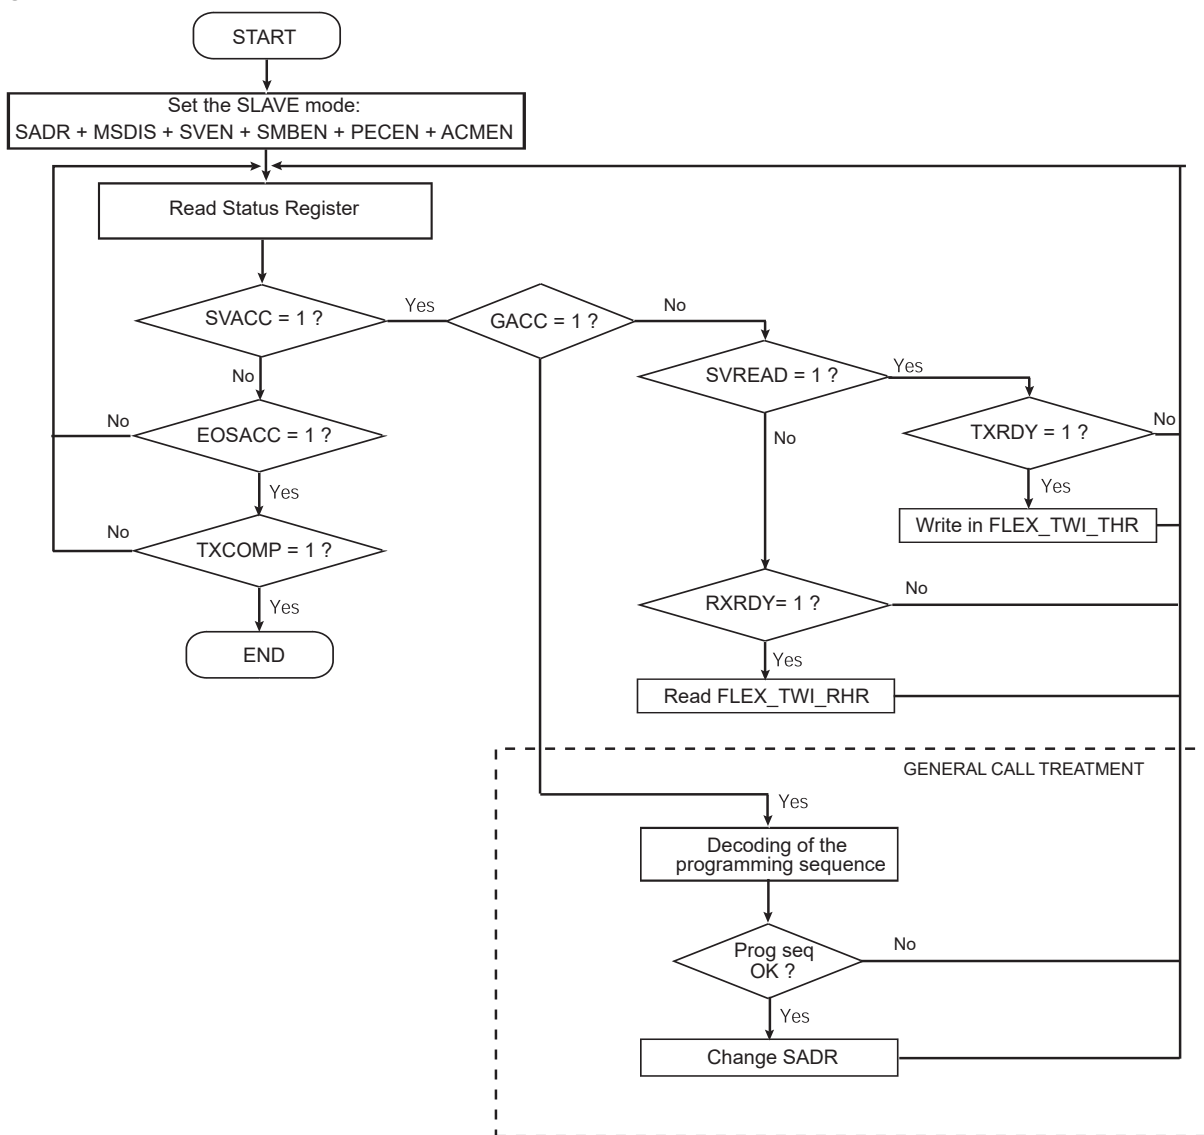 START
Set the SLAVE mode:
SADR + MSDIS + SVEN + SMBEN + PECEN + ACMEN
Read Status Register
SVACC = 1 ?
Yes
GACC = 1 ?
No
SVREAD = 1 ?
Yes
No
EOSACC = 1 ?
No
TXRDY = 1 ?
No
No
Yes
Yes
Write in FLEX_TWI_THR
No
TXCOMP = 1 ?
RXRDY= 1 ?
No
Yes
END
Yes
Read FLEX_TWI_RHR
GENERAL CALL TREATMENT
Yes
Decoding of the
programming sequence
Prog seq
OK ?
No
Yes
Change SADR